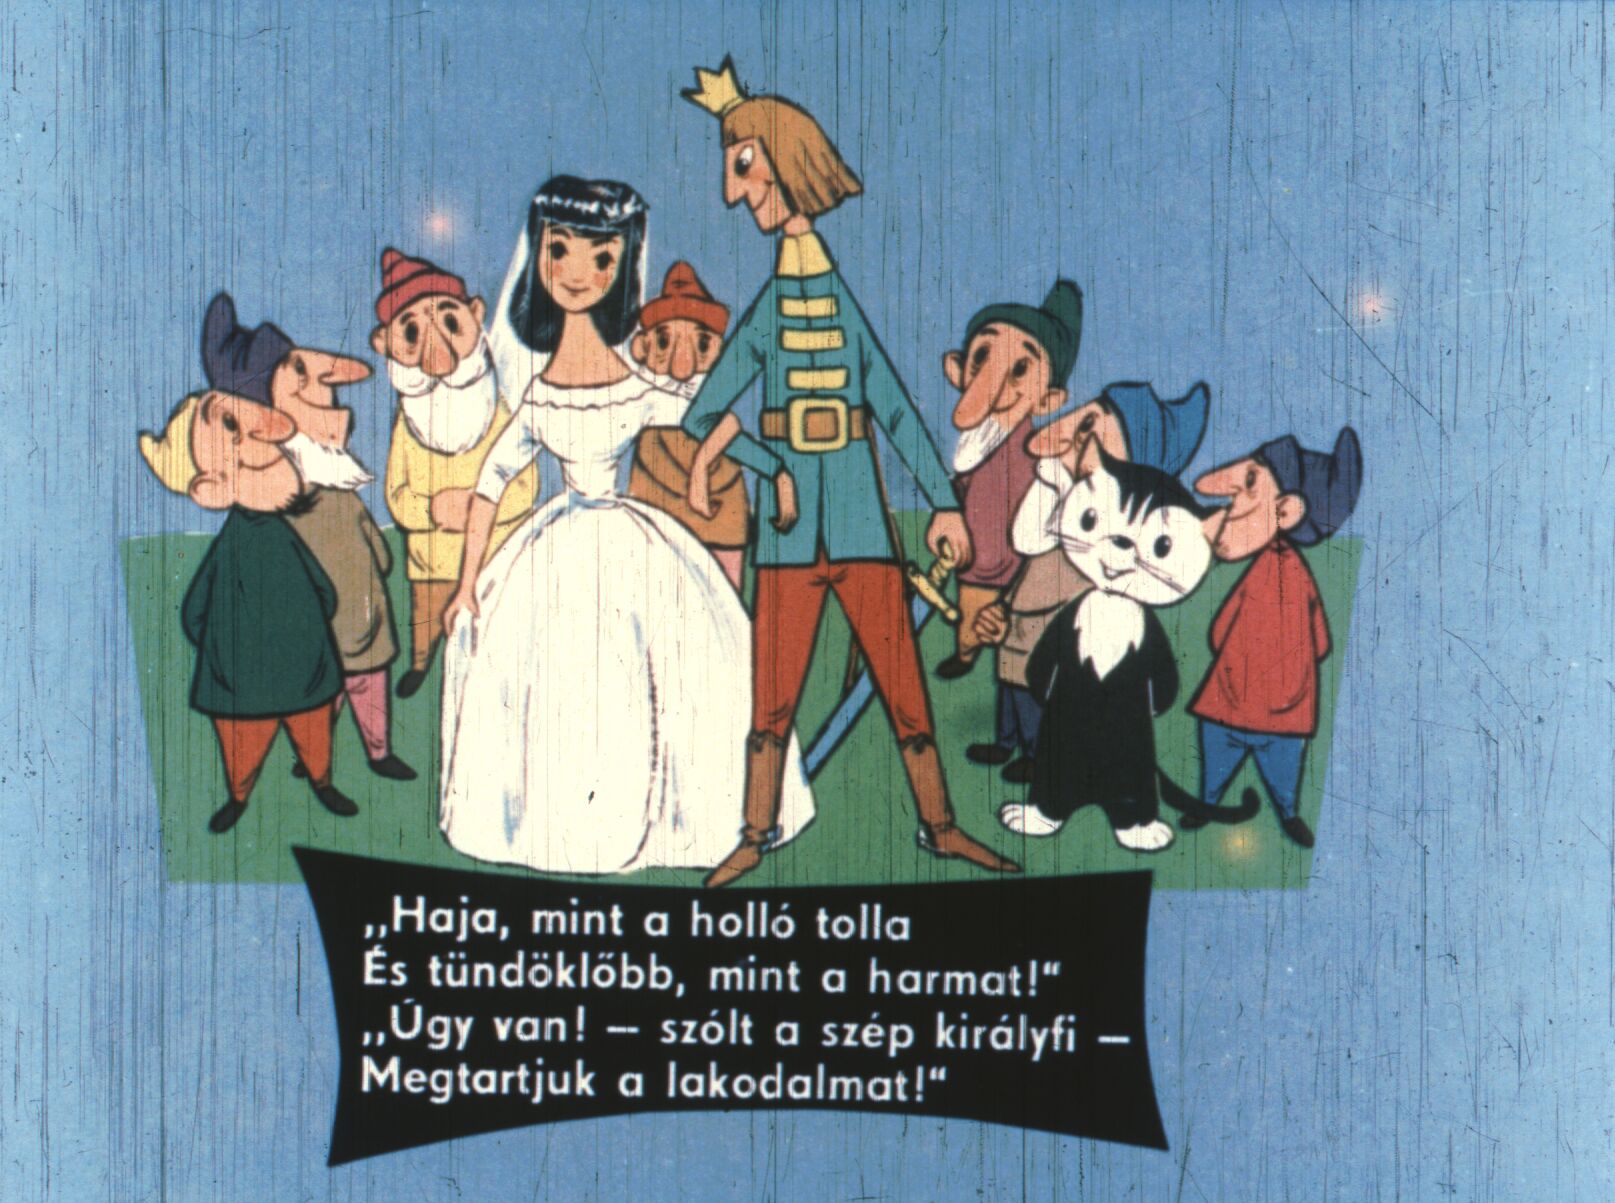 „Haja, mint a holló tolla
És tündöklőbb, mint a harmat!“
„Úgy van! — szólt a szép királyfi —
Megtartjuk a lakodalmat!“